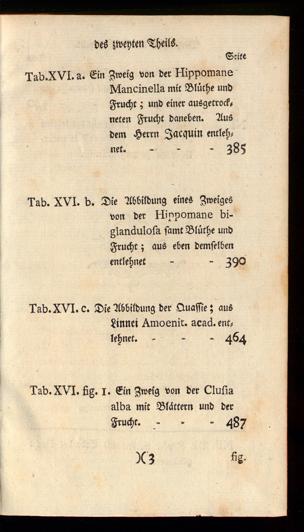 des zweyten Theils.
Seite
Tab.XVI. a. Ein Zweig von der Hippomane
Mancinella mit Blüthe und
Frucht; und einer ausgetrock,
neten Frucht daneben. Aus
dem Herrn Jacquin entleh,
net. - - - 385
Tab. XVI. b. Die Abbildung eines Zweiges
von der Hippomane bi-
glandulosa samt Blüthe und
Frucht; aus eben demselben
entlehnet - - 390
Tab.XVI. c. Die Abbildung der Quassie; aus
Linnei Amoenit. acad. ent,
lehnet. - - - 464
Tab. XVI. fig. 1. Ein Zweig von der Clusia
alba mit Blättern und der
Frucht. - - - 487
)( 3 fig.